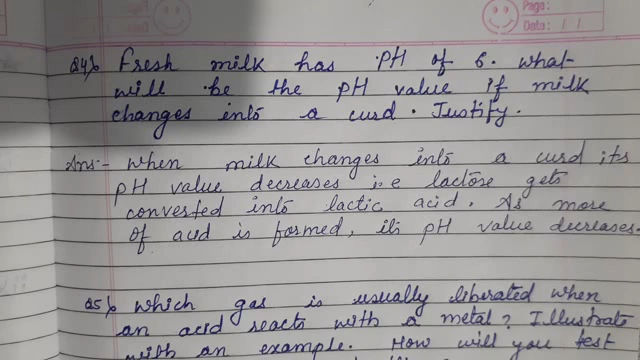 Page:
Date: / /
Q4% Fresh milk has PH of 6. What
will be the pH value if milk
changes into a curd. Justify.
Ans:- When milk changes into a curd its
pH value decreases i.e lactose gets
converted into lactic acid. As more
of acid is formed, it's pH value decreases.
Q5% Which gas is usually liberated when
an acid reacts with a metal? Illustrate
with an example. How will you test